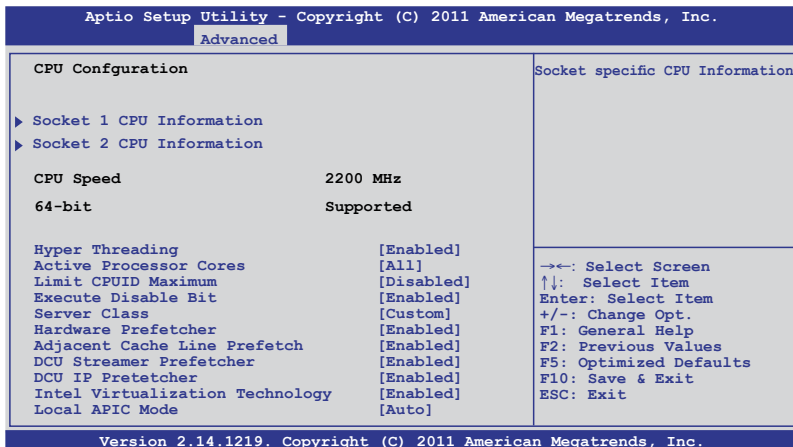 Aptio Setup Utility - Copyright (C) 2011 American Megatrends, Inc.
Advanced
CPU Confguration
Socket 1 CPU Information
Socket 2 CPU Information
CPU Speed 2200 MHz
64-bit Supported
Hyper Threading [Enabled]
Active Processor Cores [All]
Limit CPUID Maximum [Disabled]
Execute Disable Bit [Enabled]
Server Class [Custom]
Hardware Prefetcher [Enabled]
Adjacent Cache Line Prefetch [Enabled]
DCU Streamer Prefetcher [Enabled]
DCU IP Pretetcher [Enabled]
Intel Virtualization Technology [Enabled]
Local APIC Mode [Auto]
Socket specific CPU Information
→←: Select Screen
↑↓: Select Item
Enter: Select Item
+/-: Change Opt.
F1: General Help
F2: Previous Values
F5: Optimized Defaults
F10: Save & Exit
ESC: Exit
Version 2.14.1219. Copyright (C) 2011 American Megatrends, Inc.